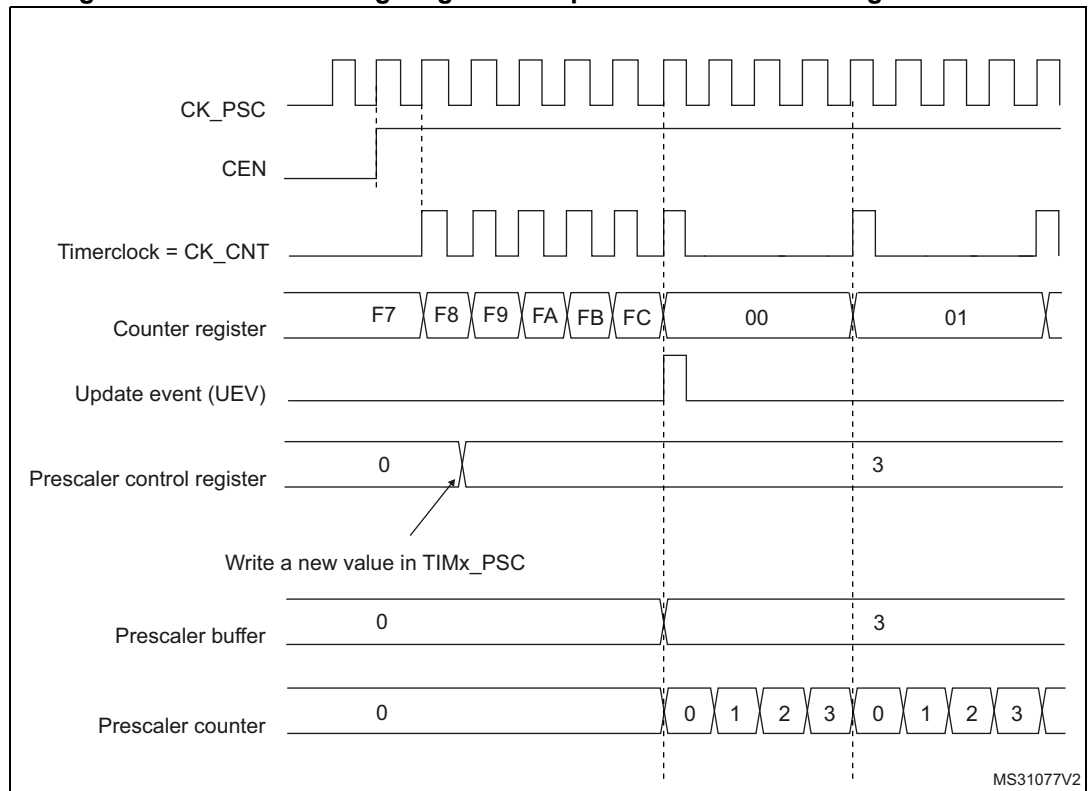 CK_PSC
CEN
Timerclock = CK_CNT
Counter register
F7 F8 F9 FA FB FC 00 01
Update event (UEV)
Prescaler control register
0 3
Write a new value in TIMx_PSC
Prescaler buffer
0 3
Prescaler counter
0 0 1 2 3 0 1 2 3
MS31077V2